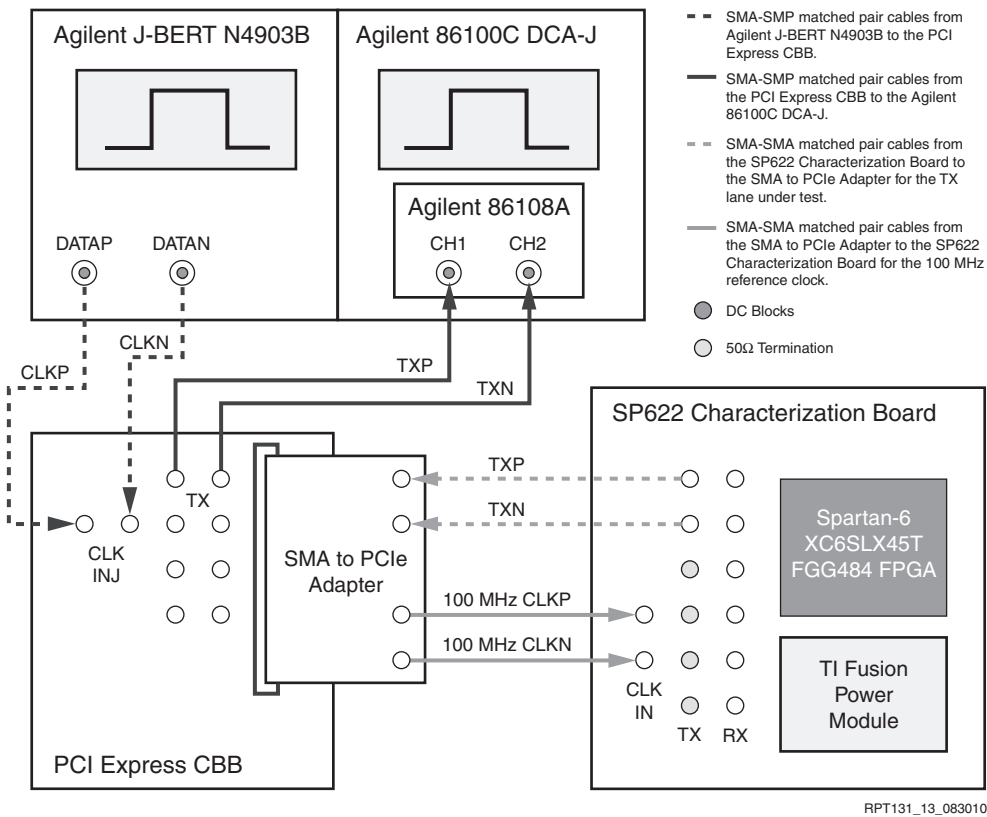 Agilent J-BERT N4903B
Agilent 86100C DCA-J
Agilent 86108A
DATAP
DATAN
CH1
CH2
CLKP
CLKN
TXP
TXN
SMA-SMP matched pair cables from
Agilent J-BERT N4903B to the PCI
Express CBB.
SMA-SMP matched pair cables from
the PCI Express CBB to the Agilent
86100C DCA-J.
SMA-SMA matched pair cables from
the SP622 Characterization Board to
the SMA to PCIe Adapter for the TX
lane under test.
SMA-SMA matched pair cables from
the SMA to PCIe Adapter to the SP622
Characterization Board for the 100 MHz
reference clock.
DC Blocks
50Ω Termination
TX
CLK
INJ
SMA to PCIe
Adapter
PCI Express CBB
TXP
TXN
100 MHz CLKP
100 MHz CLKN
SP622 Characterization Board
Spartan-6
XC6SLX45T
FGG484 FPGA
CLK
IN
TX
RX
TI Fusion
Power
Module
RPT131_13_083010